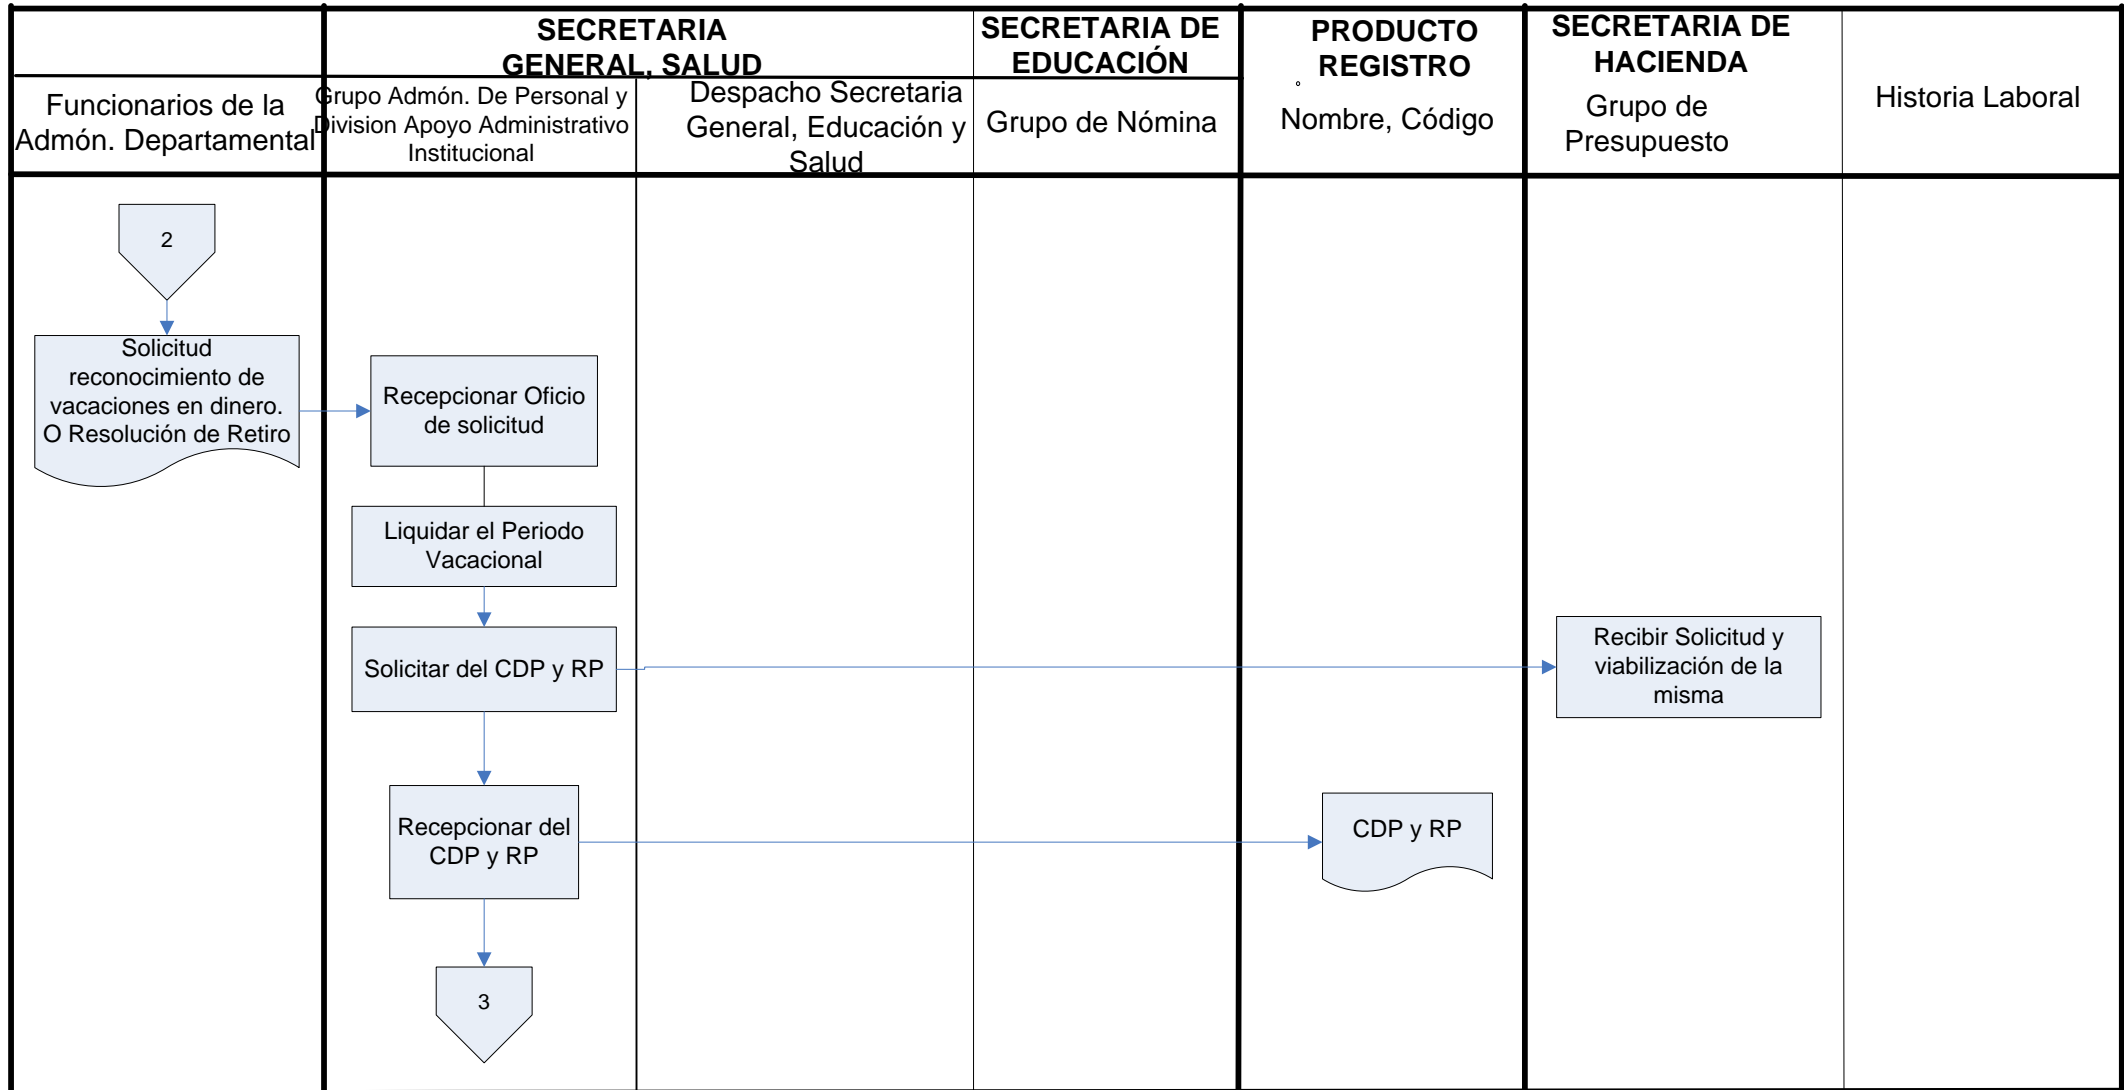 SECRETARIA
GENERAL, SALUD
SECRETARIA DE
EDUCACIÓN
PRODUCTO
REGISTRO
SECRETARIA DE
HACIENDA
Funcionarios de la
Admón. Departamental
Grupo Admón. De Personal y
Division Apoyo Administrativo
Institucional
Despacho Secretaria
General, Educación y
Salud
Grupo de Nómina
Nombre, Código
Grupo de
Presupuesto
Historia Laboral
2
Solicitud
reconocimiento de
vacaciones en dinero.
O Resolución de Retiro
Recepcionar Oficio
de solicitud
Liquidar el Periodo
Vacacional
Solicitar del CDP y RP
Recibir Solicitud y
viabilización de la
misma
Recepcionar del
CDP y RP
CDP y RP
3